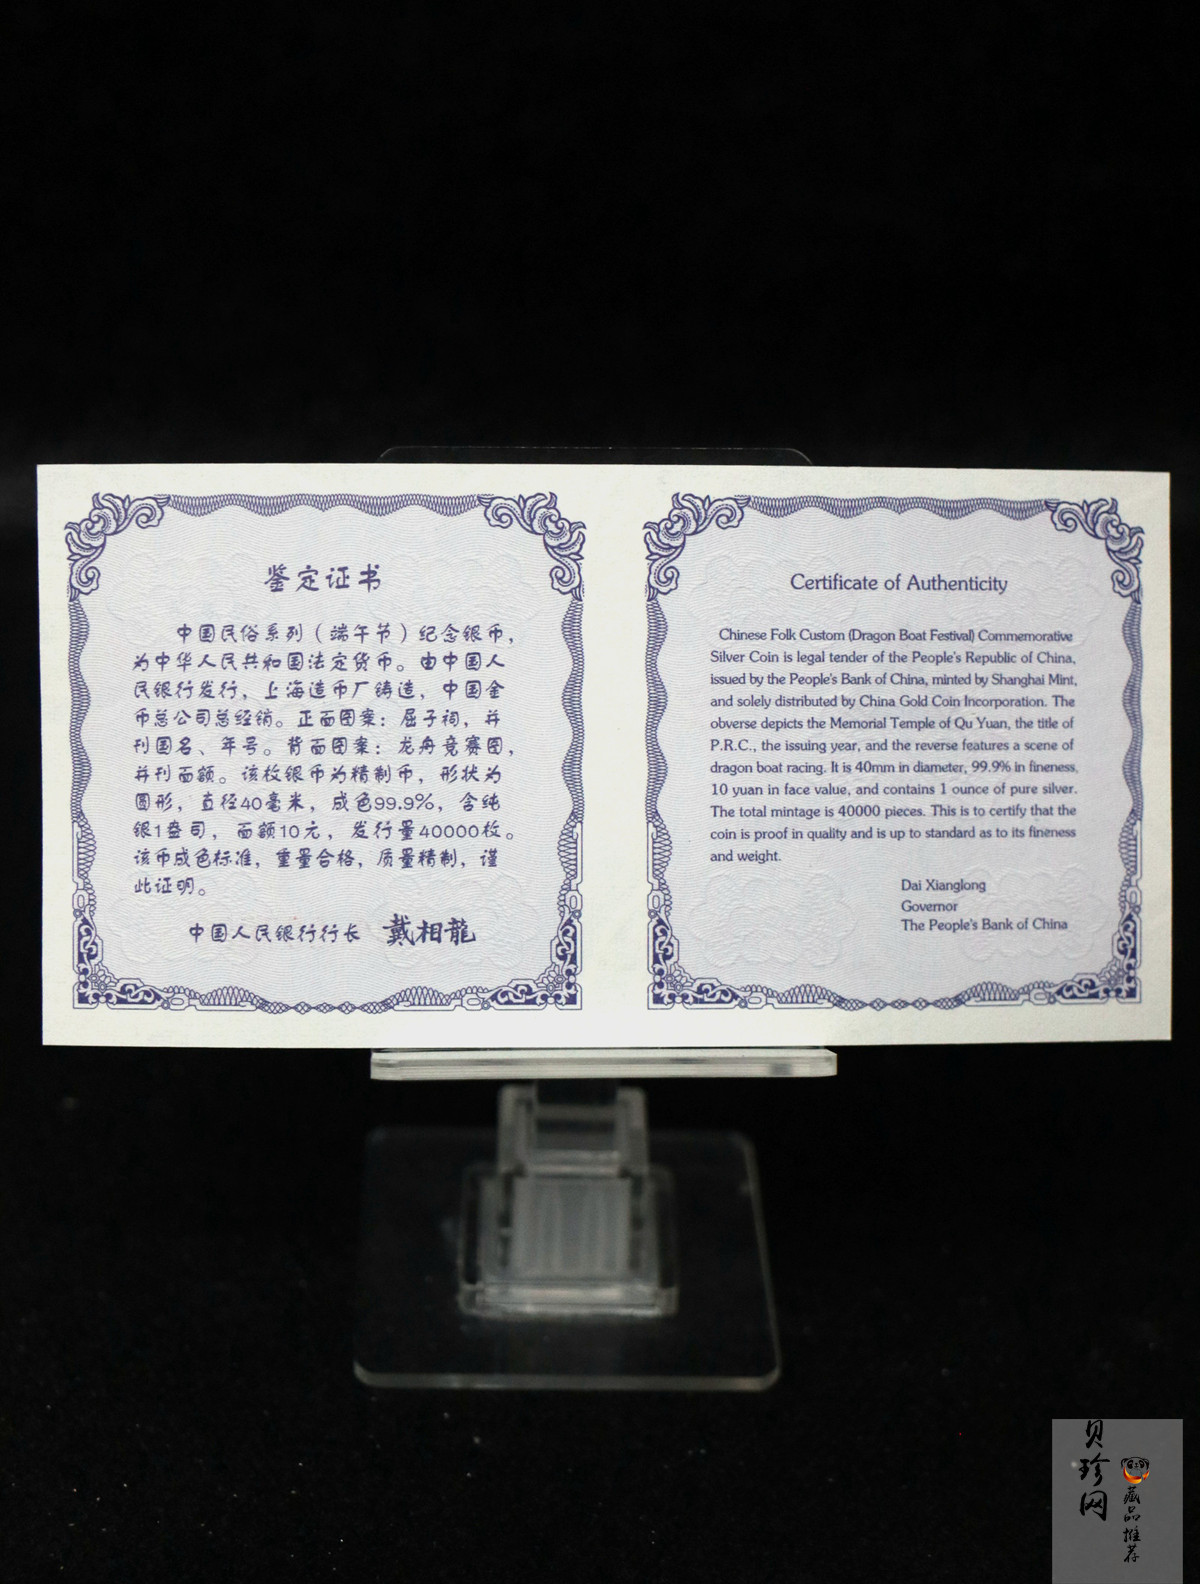 鉴定证书
中国民俗系列（端午节）纪念银币，
为中华人民共和国法定货币。由中国人
民银行发行，上海造币厂铸造，中国金
币总公司总经销。正面图案：屈子祠，并
刊国名、年号。背面图案：龙舟竞赛图，
并刊面额。该枚银币为精制币，形状为
圆形，直径40毫米，成色99.9%，含纯
银1盎司，面额10元，发行量40000枚。
该币成色标准，重量合格，质量精制，谨
此证明。
中国人民银行行长 戴相龍
Certificate of Authenticity
Chinese Folk Custom (Dragon Boat Festival) Commemorative
Silver Coin is legal tender of the People's Republic of China,
issued by the People's Bank of China, minted by Shanghai Mint,
and solely distributed by China Gold Coin Incorporation. The
obverse depicts the Memorial Temple of Qu Yuan, the title of
P.R.C., the issuing year, and the reverse features a scene of
dragon boat racing. It is 40mm in diameter, 99.9% in fineness,
10 yuan in face value, and contains 1 ounce of pure silver.
The total mintage is 40000 pieces. This is to certify that the
coin is proof in quality and is up to standard as to its fineness
and weight.
Dai Xianglong
Governor
The People's Bank of China
贝珍网
藏品推荐